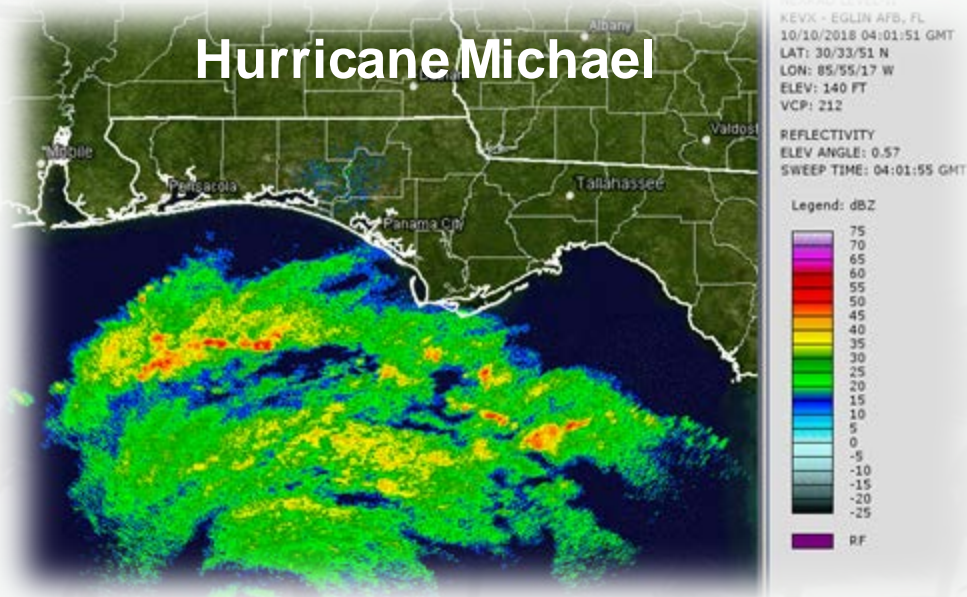 Hurricane Michael
Albany
Mobile
Pensacola
Panama City
Tallahassee
Valdost
KEVX - EGLIN AFB, FL
10/10/2018 04:01:51 GMT
LAT: 30/33/51 N
LON: 85/55/17 W
ELEV: 140 FT
VCP: 212
REFLECTIVITY
ELEV ANGLE: 0.57
SWEEP TIME: 04:01:55 GMT
Legend: dBZ
75
70
65
60
55
50
45
40
35
30
25
20
15
10
5
0
-5
-10
-15
-20
-25
RF